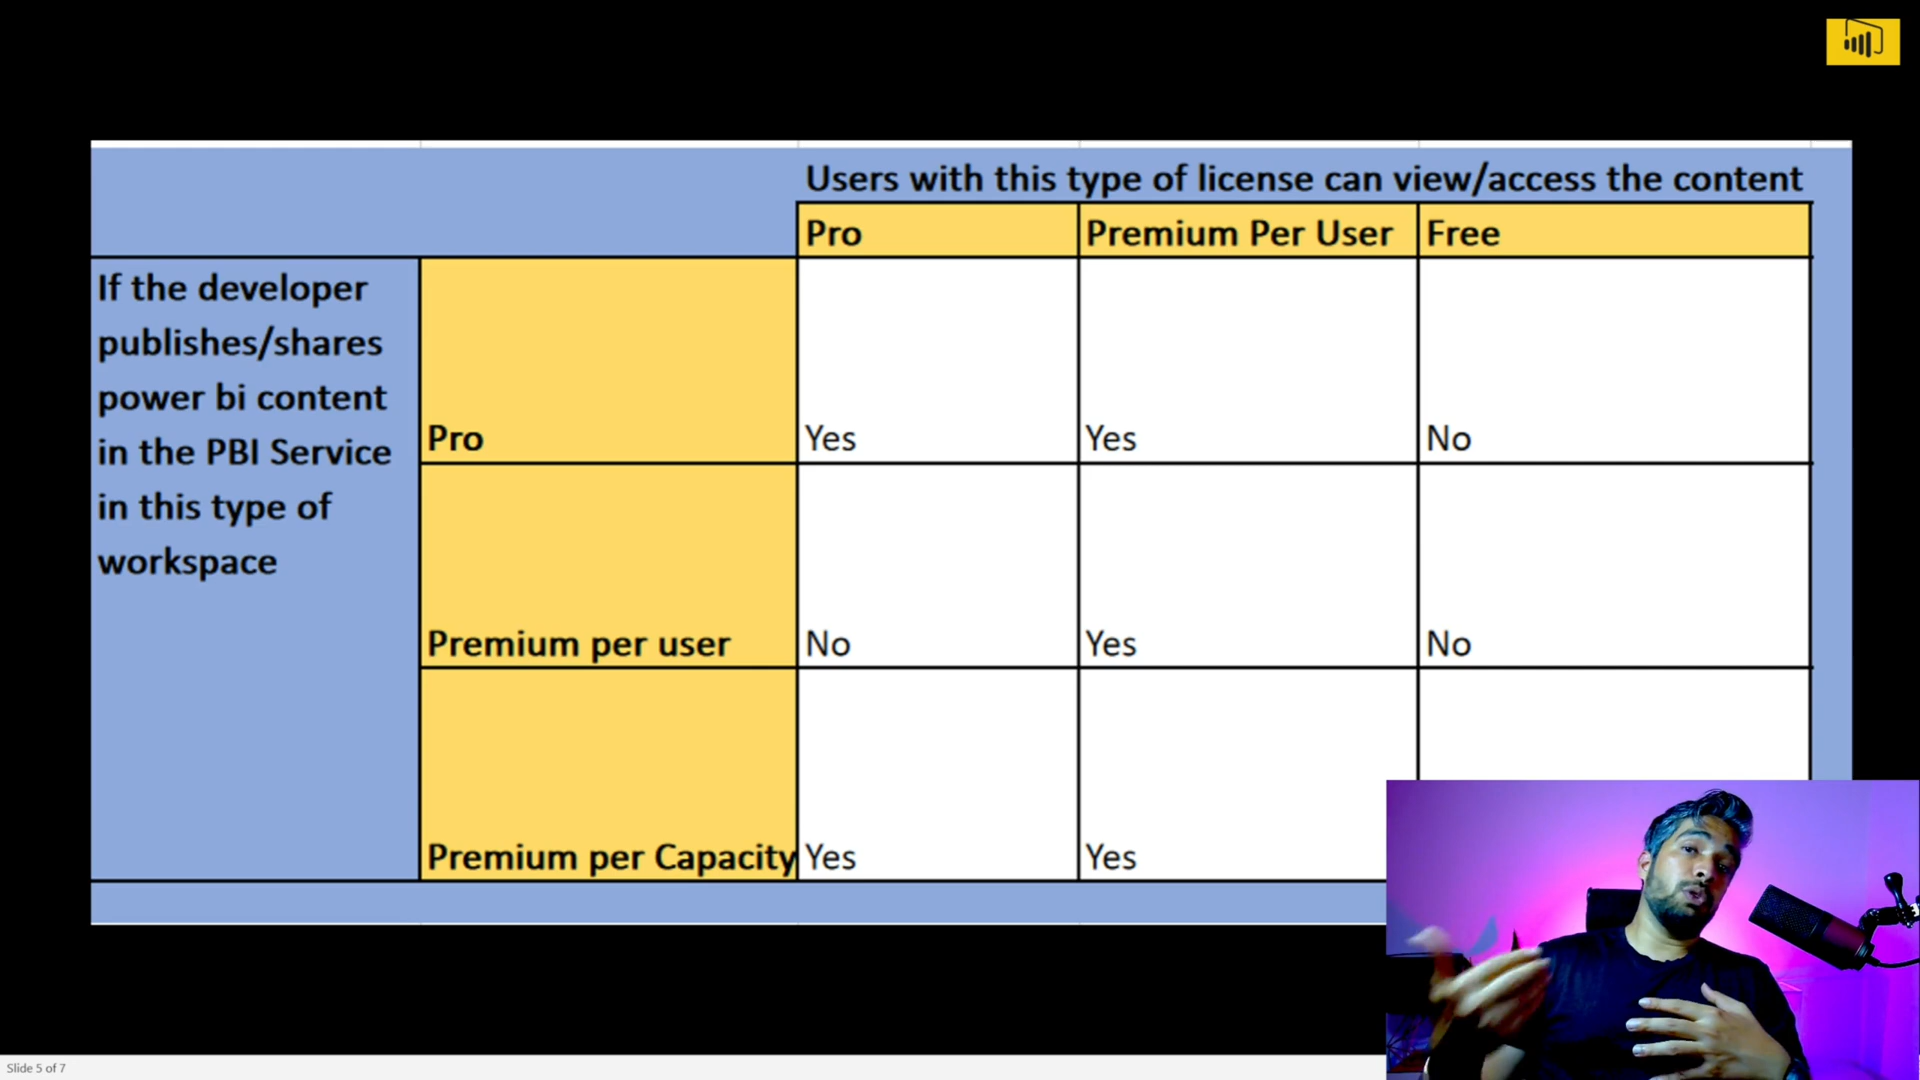 Users with this type of license can view/access the content
Pro Premium Per User Free
If the developer
publishes/shares
power bi content
in the PBI Service
in this type of
workspace
Pro Yes Yes No
Premium per user No Yes No
Premium per Capacity Yes Yes
Slide 5 of 7